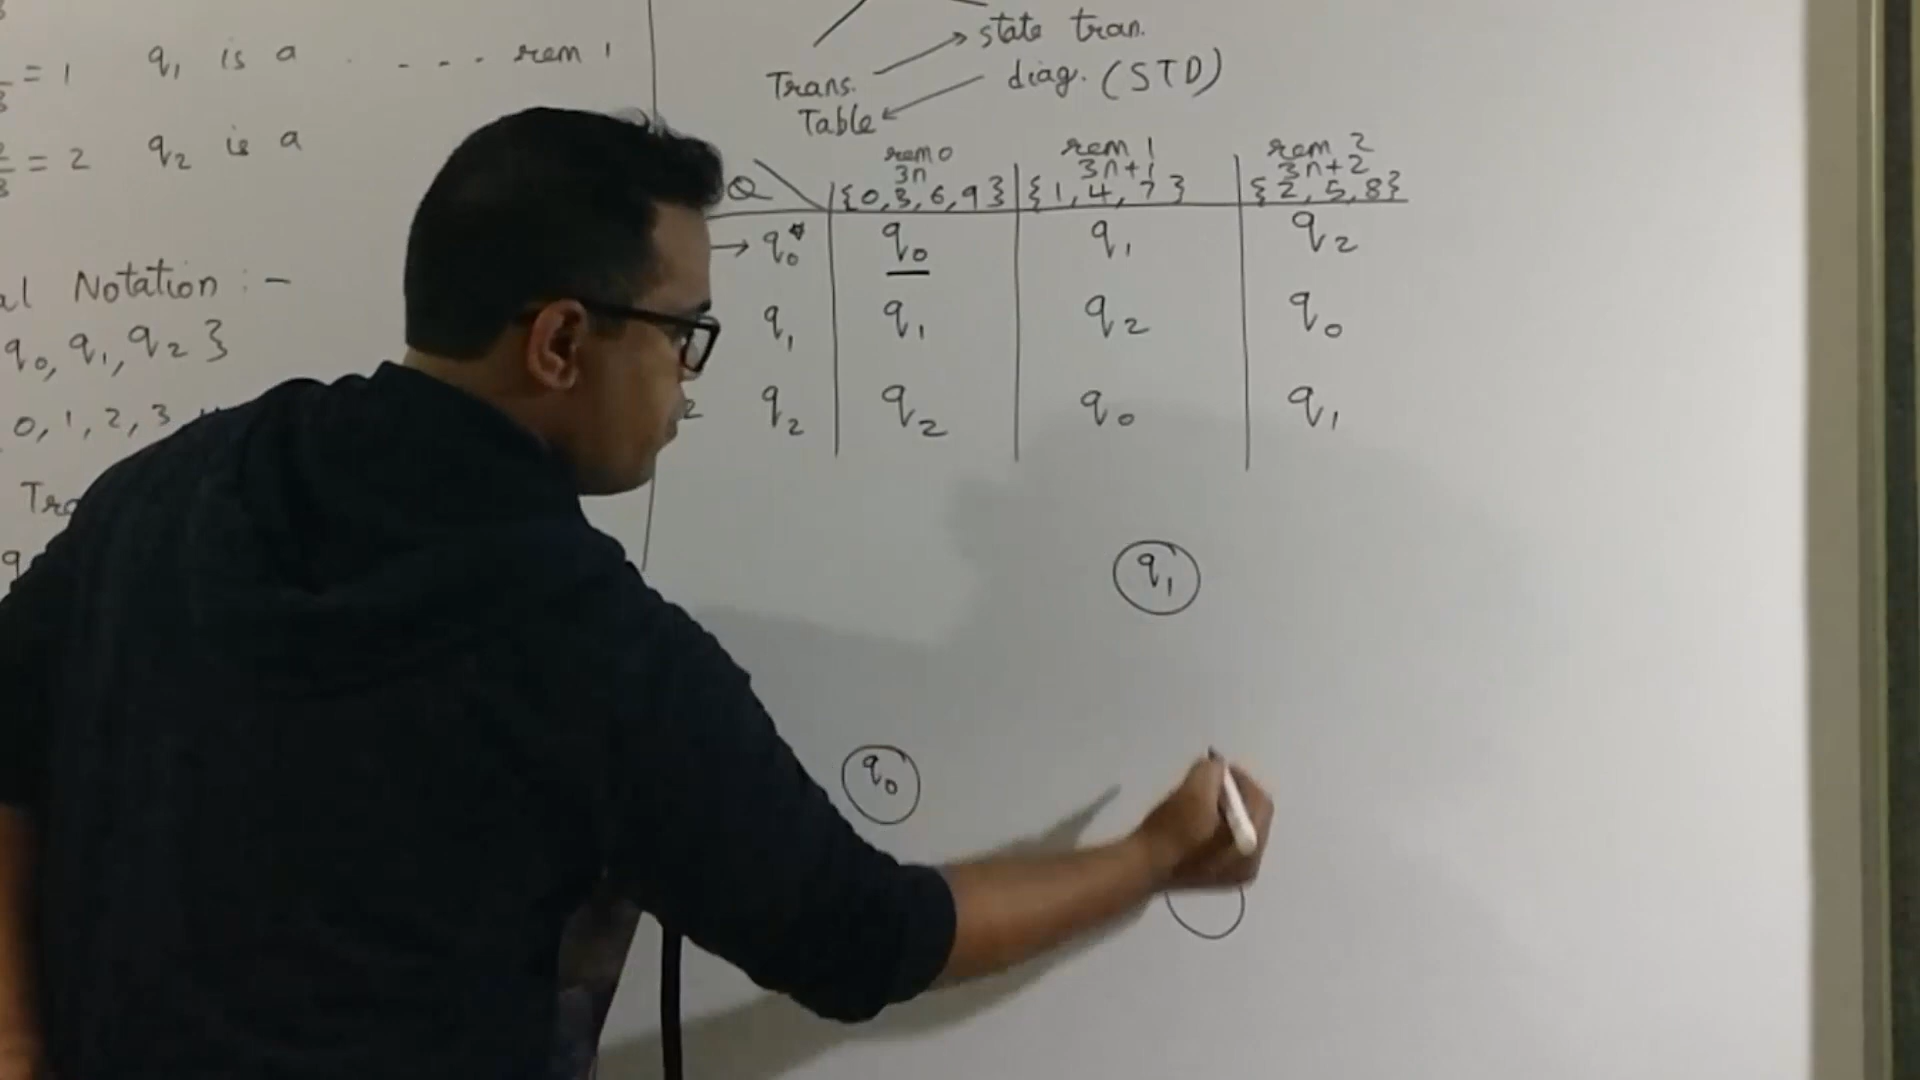 = 1 q1 is a . - - - rem 1
= 2 q2 is a
al Notation :-
q0, q1, q2 }
0, 1, 2, 3
Tra
q
state tran.
Trans. diag. (STD)
Table
rem 0 rem 1 rem 2
3n 3n+1 3n+2
Q {0,3,6,9} {1,4,7} {2,5,8}
→ q0* q0 q1 q2
q1 q1 q2 q0
2 q2 q2 q0 q1
q1
q0